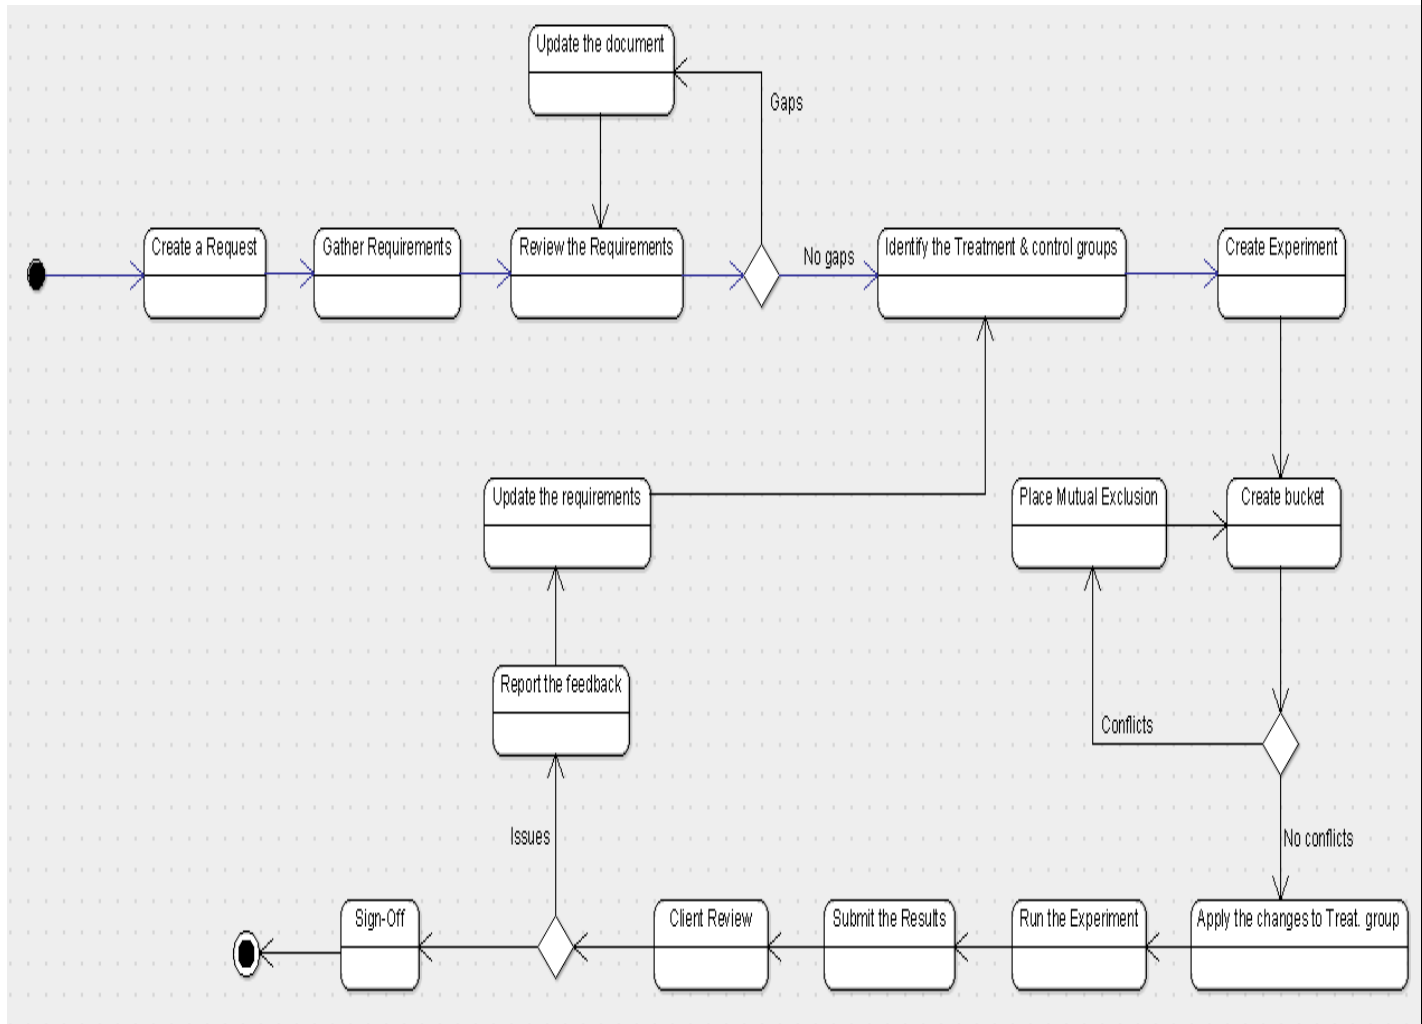 Update the document
Gaps
Create a Request
Gather Requirements
Review the Requirements
No gaps
Identify the Treatment & control groups
Create Experiment
Update the requirements
Place Mutual Exclusion
Create bucket
Report the feedback
Conflicts
Issues
No conflicts
Sign-Off
Client Review
Submit the Results
Run the Experiment
Apply the changes to Treat. group